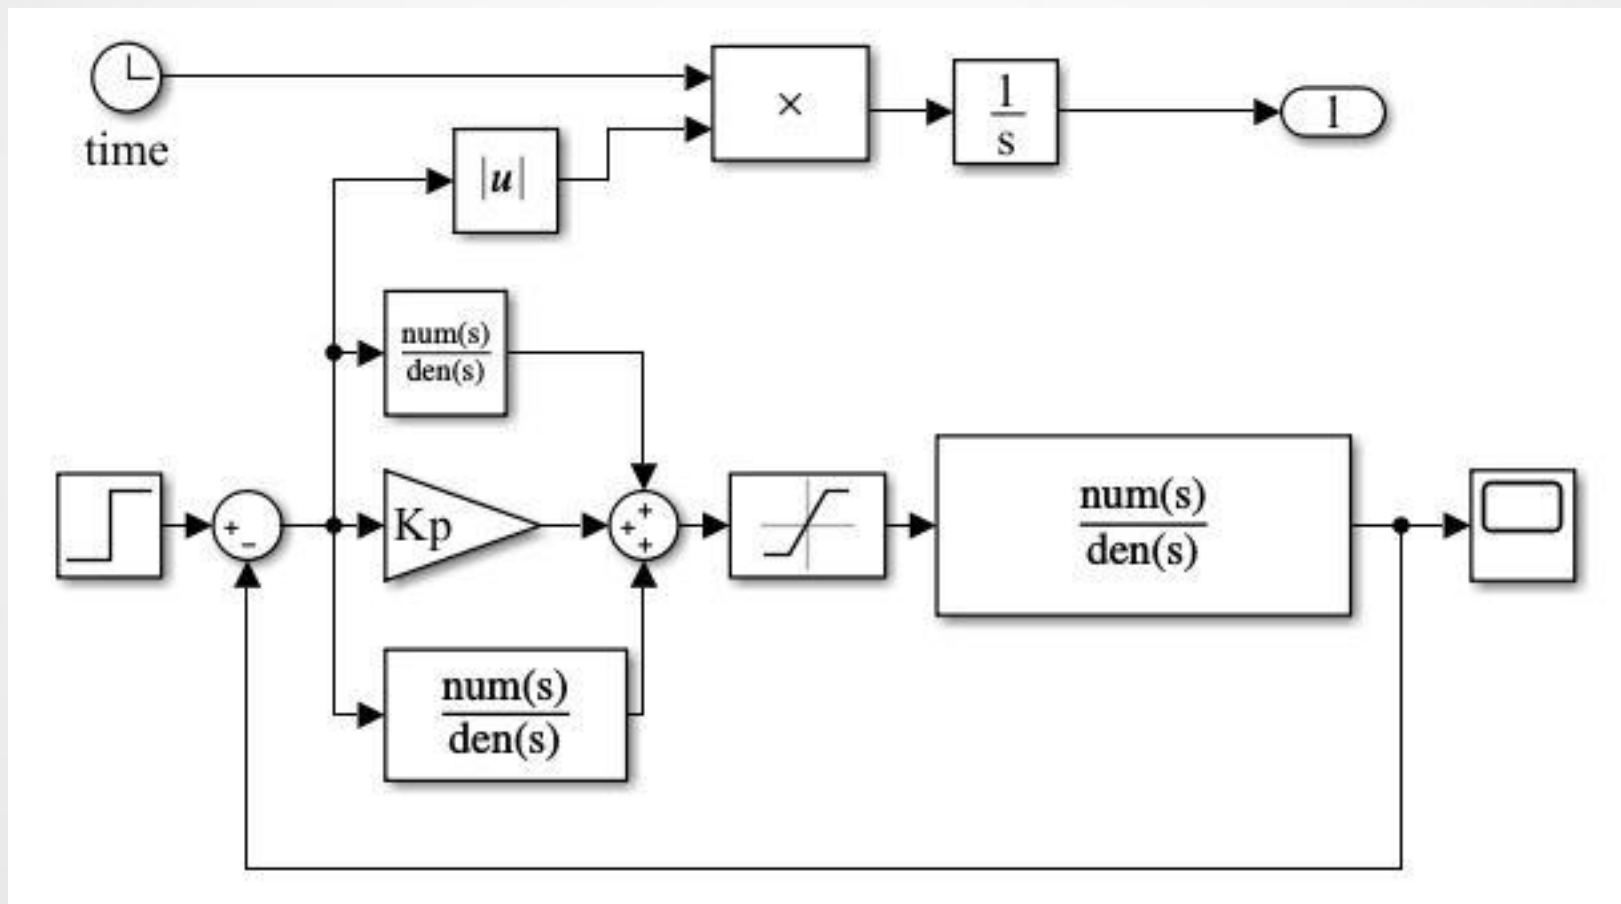 time
×
1
s
1
|u|
num(s)
den(s)
+
−
Kp
+
+
+
num(s)
den(s)
num(s)
den(s)